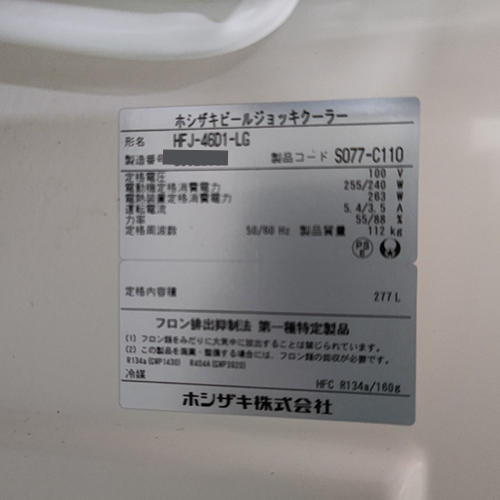 ホシザキビールジョッキクーラー
形名 HFJ-46D1-LG
製造番号 製品コード S077-C110
定格電圧 100 V
電動機定格消費電力 255/240 W
電熱装置定格消費電力 263 W
運転電流 5.4/3.5 A
力率 55/88 %
定格周波数 50/60 Hz 製品質量 112 kg
PS E
定格内容積 277 L
フロン排出抑制法 第一種特定製品
(1) フロン類をみだりに大気中に放出することは禁じられています。
(2) この製品を廃棄・整備する場合には、フロン類の回収が必要です。
R134a(GWP1430) R404A(GWP3920)
冷媒 HFC R134a/160g
ホシザキ株式会社